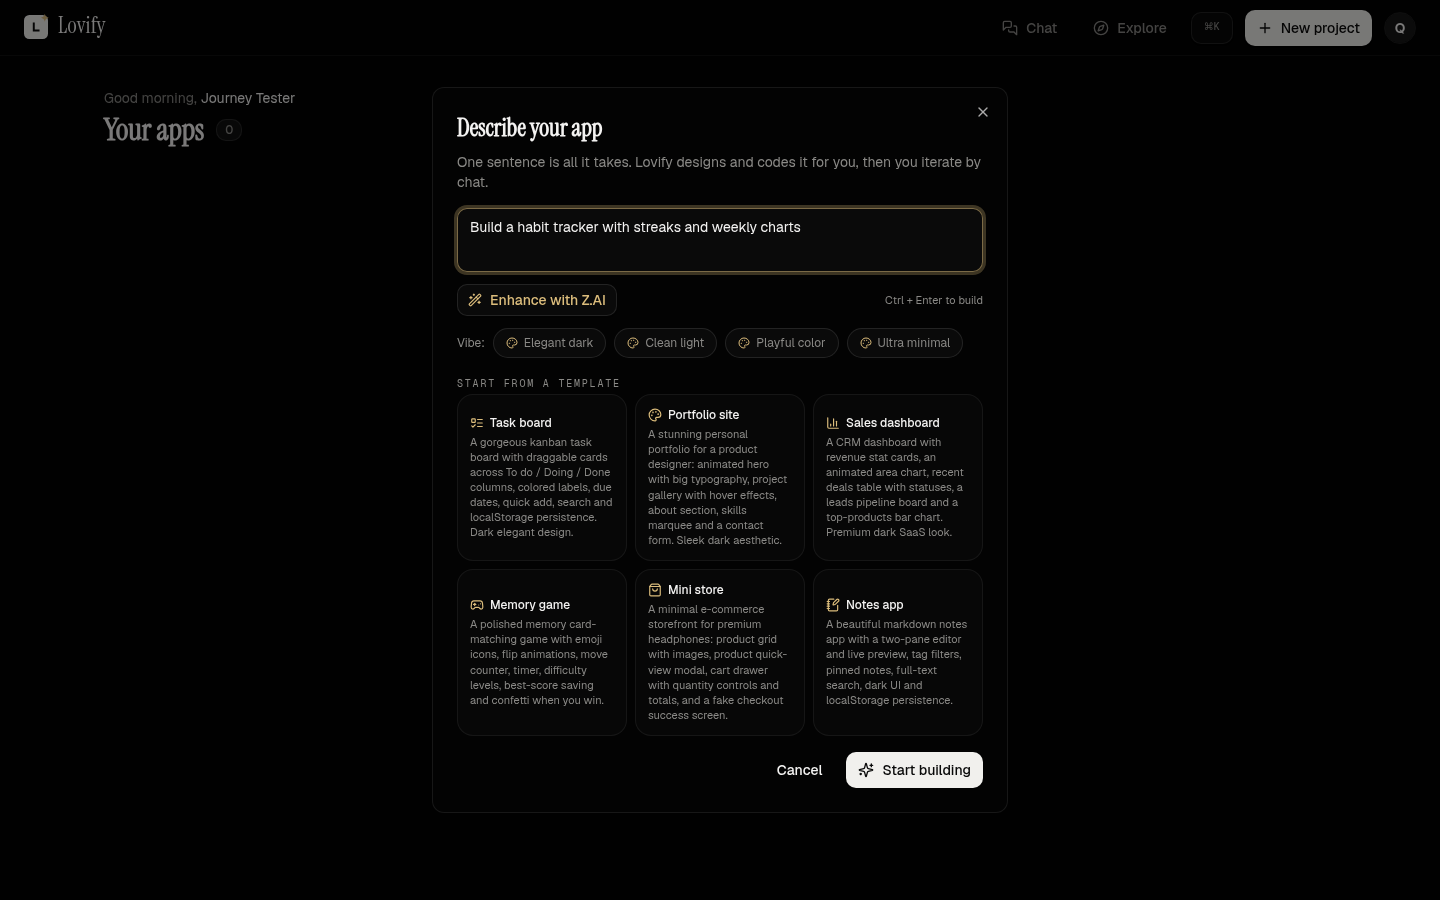 L Lovify
Chat
Explore
⌘K
New project
Q
Good morning, Journey Tester
Your apps 0
Describe your app
One sentence is all it takes. Lovify designs and codes it for you, then you iterate by
chat.
Build a habit tracker with streaks and weekly charts
Enhance with Z.AI
Ctrl + Enter to build
Vibe:
Elegant dark
Clean light
Playful color
Ultra minimal
START FROM A TEMPLATE
Task board
A gorgeous kanban task
board with draggable cards
across To do / Doing / Done
columns, colored labels, due
dates, quick add, search and
localStorage persistence.
Dark elegant design.
Portfolio site
A stunning personal
portfolio for a product
designer: animated hero
with big typography, project
gallery with hover effects,
about section, skills
marquee and a contact
form. Sleek dark aesthetic.
Sales dashboard
A CRM dashboard with
revenue stat cards, an
animated area chart, recent
deals table with statuses, a
leads pipeline board and a
top-products bar chart.
Premium dark SaaS look.
Memory game
A polished memory card-
matching game with emoji
icons, flip animations, move
counter, timer, difficulty
levels, best-score saving
and confetti when you win.
Mini store
A minimal e-commerce
storefront for premium
headphones: product grid
with images, product quick-
view modal, cart drawer
with quantity controls and
totals, and a fake checkout
success screen.
Notes app
A beautiful markdown notes
app with a two-pane editor
and live preview, tag filters,
pinned notes, full-text
search, dark UI and
localStorage persistence.
Cancel
Start building